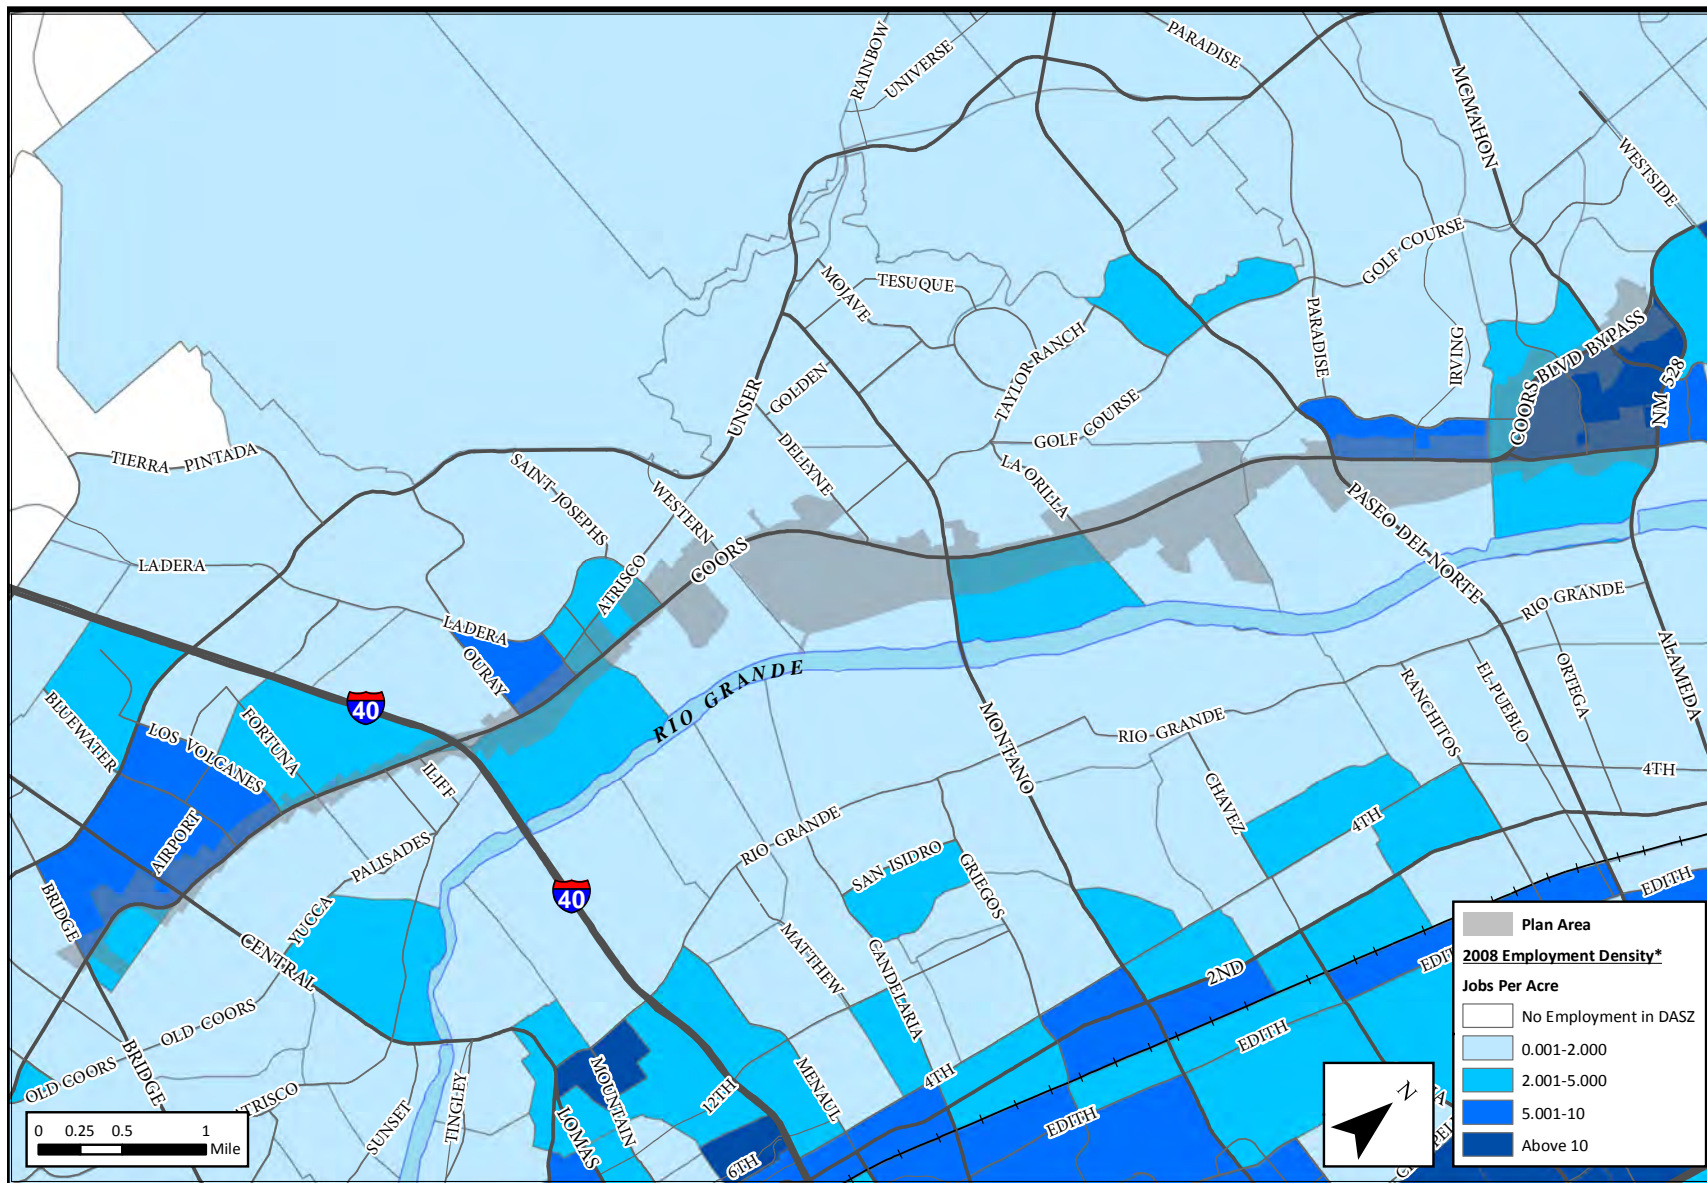 RAINBOW
UNIVERSE
PARADISE
MCMAHON
WESTSIDE
MOJAVE
TESUQUE
GOLF COURSE
PARADISE
IRVING
COORS BLVD BYPASS
NM 528
TAYLOR RANCH
GOLF COURSE
UNSER
GOLDEN
DELLYNE
LA ORILLA
TIERRA PINTADA
SAINT JOSEPHS
WESTERN
COORS
PASEO DEL NORTE
LADERA
ATRISCO
LADERA
OURAY
RIO GRANDE
RIO GRANDE
ALAMEDA
ORTEGA
EL PUEBLO
RANCHITOS
4TH
BLUEWATER
LOS VOLCANES
FORTUNA
40
ILIFF
MONTANO
RIO GRANDE
CHAVEZ
4TH
AIRPORT
PALISADES
RIO GRANDE
SAN ISIDRO
GRIEGOS
40
BRIDGE
YUCCA
CENTRAL
MATTHEW
CANDELARIA
2ND
EDITH
EDITH
OLD COORS
OLD COORS
BRIDGE
SUNSET
TINGLEY
LOMAS
MOUNTAIN
12TH
6TH
MENAUL
4TH
EDITH
Plan Area
2008 Employment Density*
Jobs Per Acre
No Employment in DASZ
0.001-2.000
2.001-5.000
5.001-10
Above 10
N
0 0.25 0.5 1
Mile